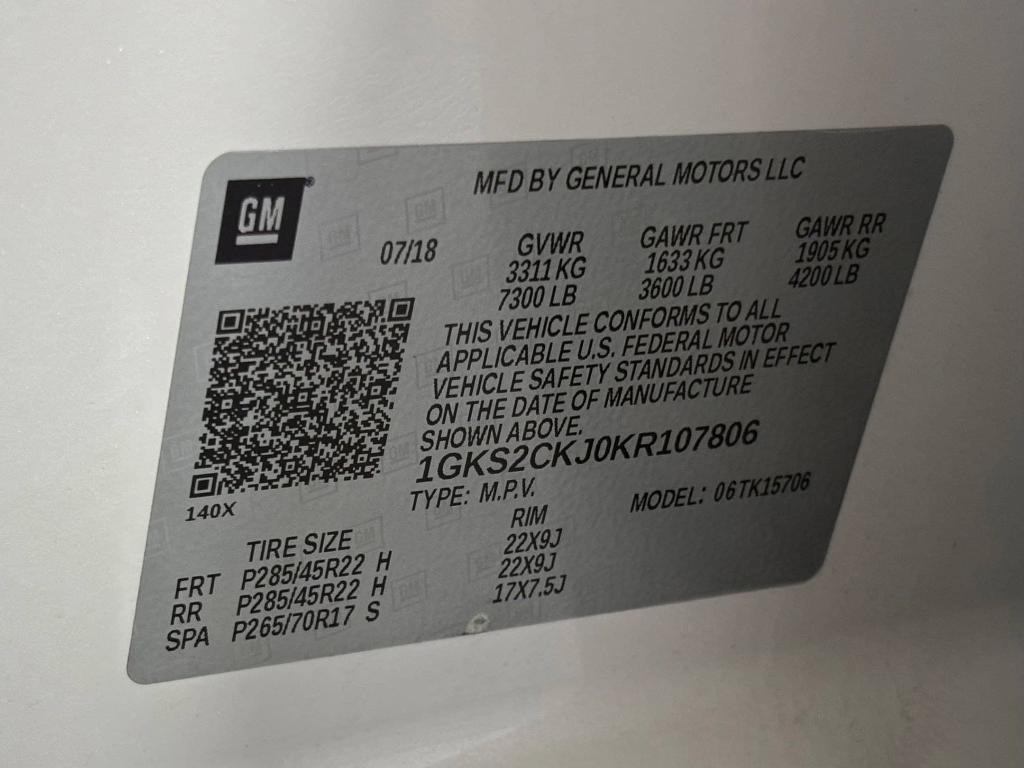 GM
MFD BY GENERAL MOTORS LLC
07/18
GVWR GAWR FRT GAWR RR
3311 KG 1633 KG 1905 KG
7300 LB 3600 LB 4200 LB
THIS VEHICLE CONFORMS TO ALL
APPLICABLE U.S. FEDERAL MOTOR
VEHICLE SAFETY STANDARDS IN EFFECT
ON THE DATE OF MANUFACTURE
SHOWN ABOVE.
1GKS2CKJ0KR107806
TYPE: M.P.V. MODEL: 06TK15706
140X
TIRE SIZE RIM
FRT P285/45R22 H 22X9J
RR P285/45R22 H 22X9J
SPA P265/70R17 S 17X7.5J